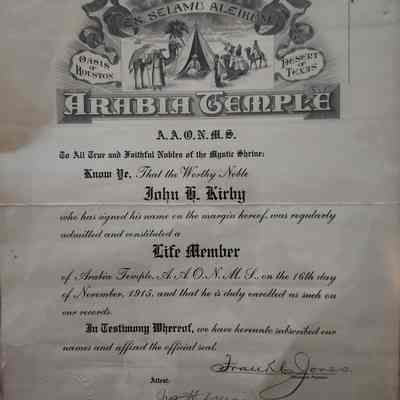 ES SELAMU ALEIKUM
OASIS OF HOUSTON
DESERT OF TEXAS
ARABIA TEMPLE
A.A.O.N.M.S.
To All True and Faithful Nobles of the Mystic Shrine:
Know Ye, That the Worthy Noble
John H. Kirby
who has signed his name on the margin hereof, was regularly
admitted and constituted a
Life Member
of Arabia Temple, A.A.O.N.M.S., on the 16th day
of November, 1915, and that he is duly enrolled as such on
our records.
In Testimony Whereof, we have hereunto subscribed our
names and affixed the official seal.
Frank C. Jones
Attest: